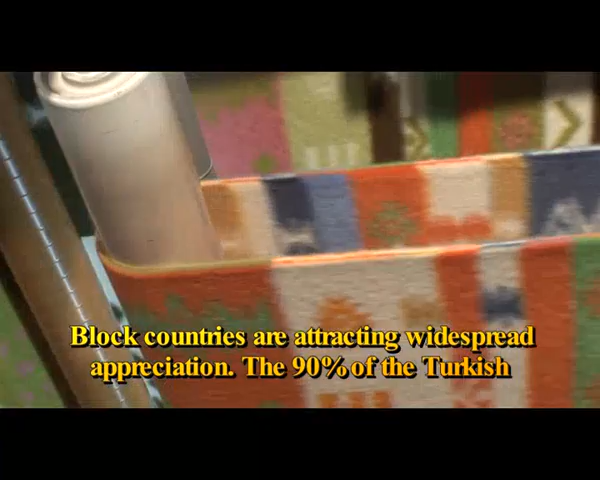 Block countries are attracting widespread
appreciation. The 90% of the Turkish